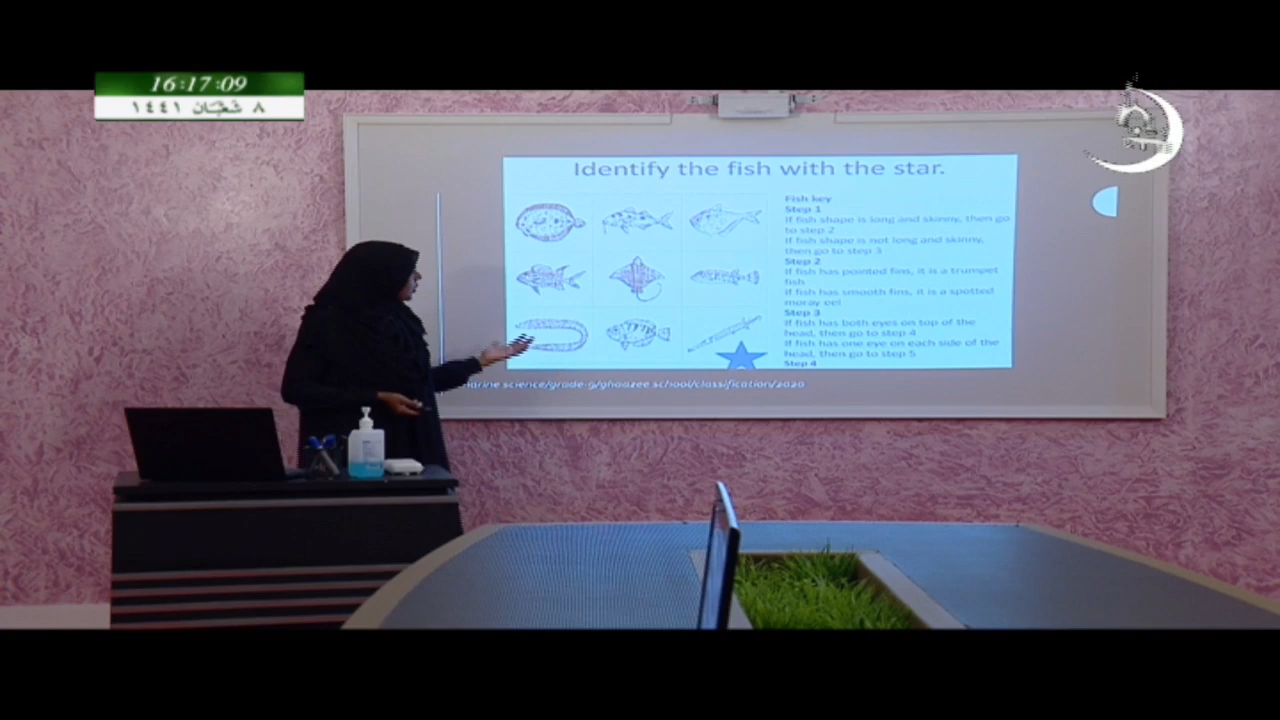 16:17:09
٨ شَعْبَان ١٤٤١
Identify the fish with the star.
Fish key
Step 1
If fish shape is long and skinny, then go
to step 2
If fish shape is not long and skinny,
then go to step 3
Step 2
If fish has pointed fins, it is a trumpet
fish
If fish has smooth fins, it is a spotted
moray eel
Step 3
If fish has both eyes on top of the
head, then go to step 4
If fish has one eye on each side of the
head, then go to step 5
Step 4
marine science/grade-9/ghaazee school/classification/2020